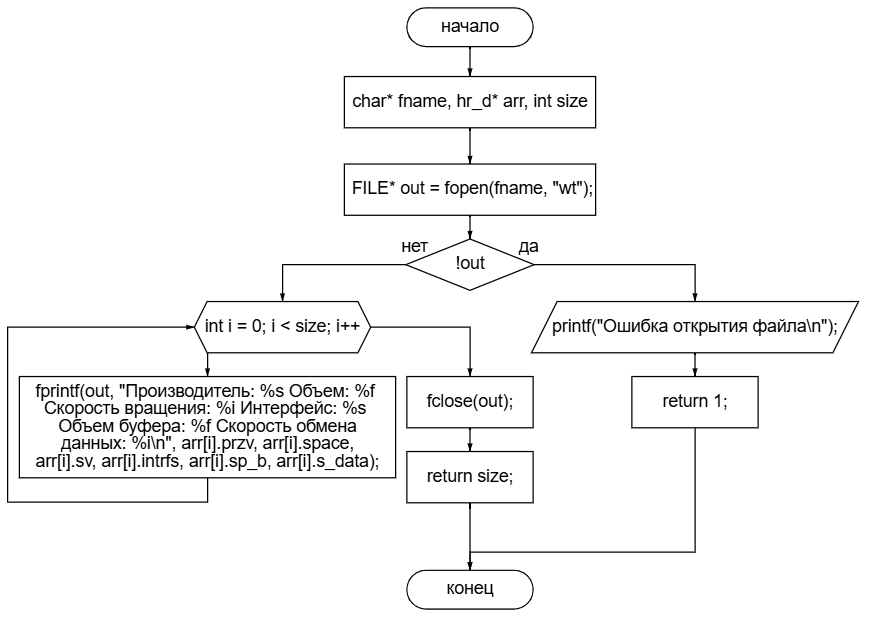 начало
char* fname, hr_d* arr, int size
FILE* out = fopen(fname, "wt");
нет
да
!out
int i = 0; i < size; i++
printf("Ошибка открытия файла\n");
fprintf(out, "Производитель: %s Объем: %f
Скорость вращения: %i Интерфейс: %s
Объем буфера: %f Скорость обмена
данных: %i\n", arr[i].przv, arr[i].space,
arr[i].sv, arr[i].intrfs, arr[i].sp_b, arr[i].s_data);
fclose(out);
return 1;
return size;
конец